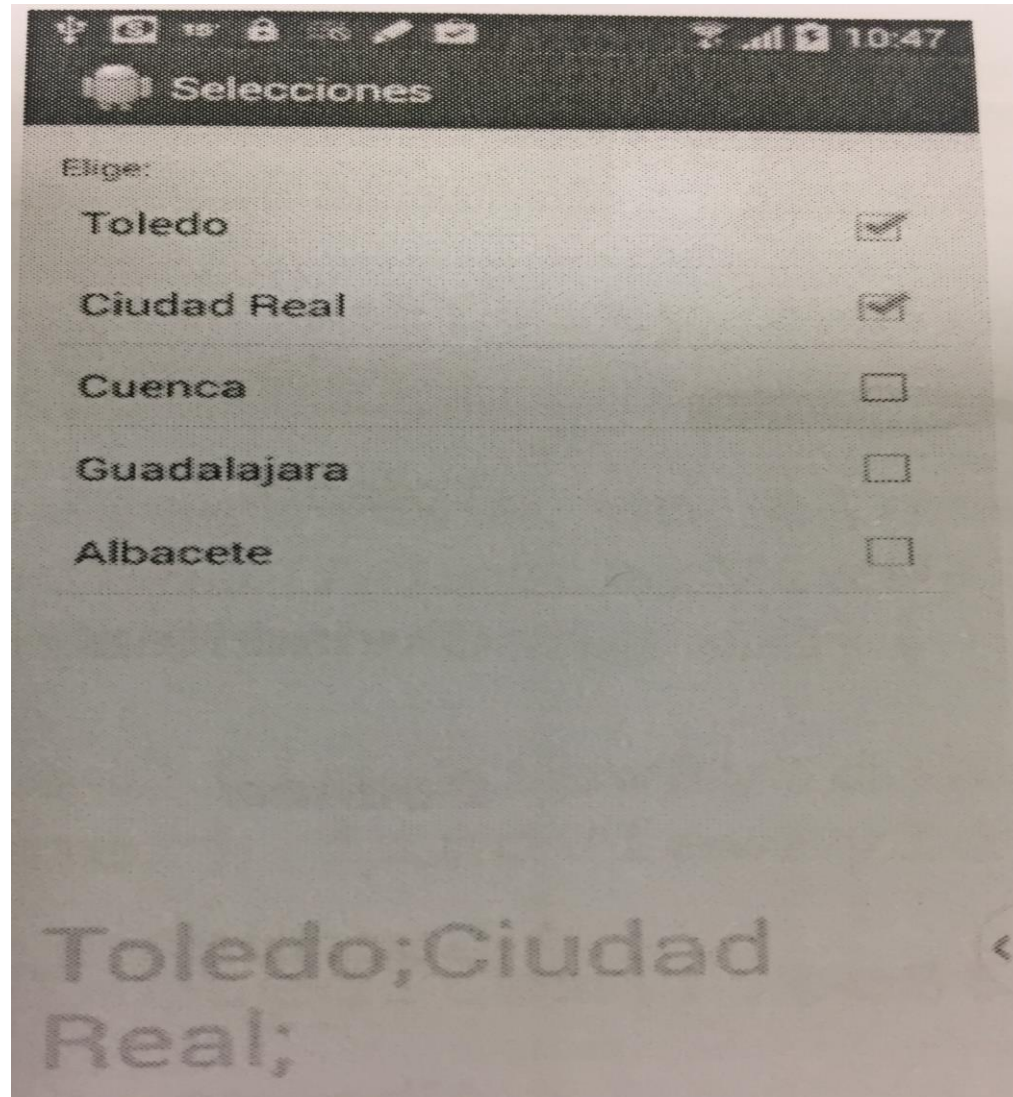 10:47
Selecciones
Elige:
Toledo
Ciudad Real
Cuenca
Guadalajara
Albacete
Toledo;Ciudad
Real;